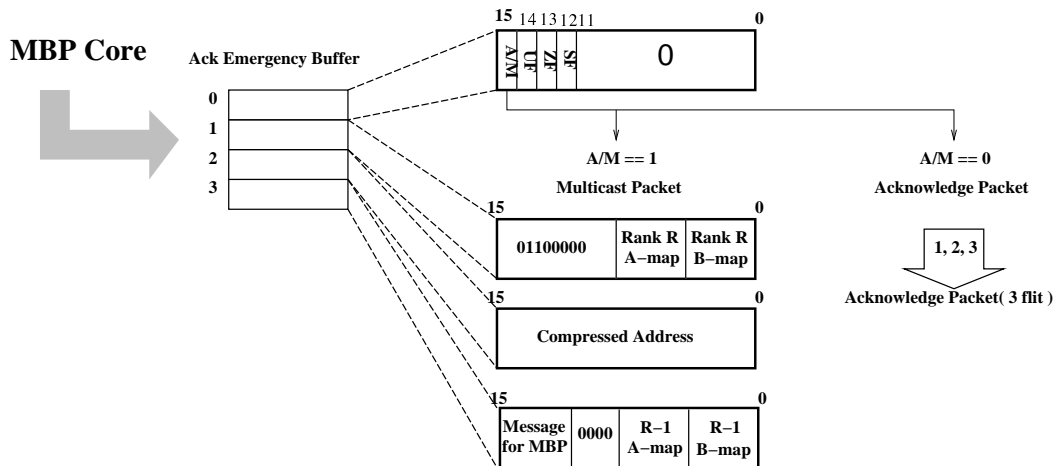 15 14 13 12 11 0
MBP Core
Ack Emergency Buffer
A/M UF ZF SF 0
0
1
2
3
A/M == 1
A/M == 0
Multicast Packet
Acknowledge Packet
15 0
01100000
Rank R
A−map
Rank R
B−map
1, 2, 3
15 0
Acknowledge Packet( 3 flit )
Compressed Address
15 0
Message
for MBP
0000
R−1
A−map
R−1
B−map